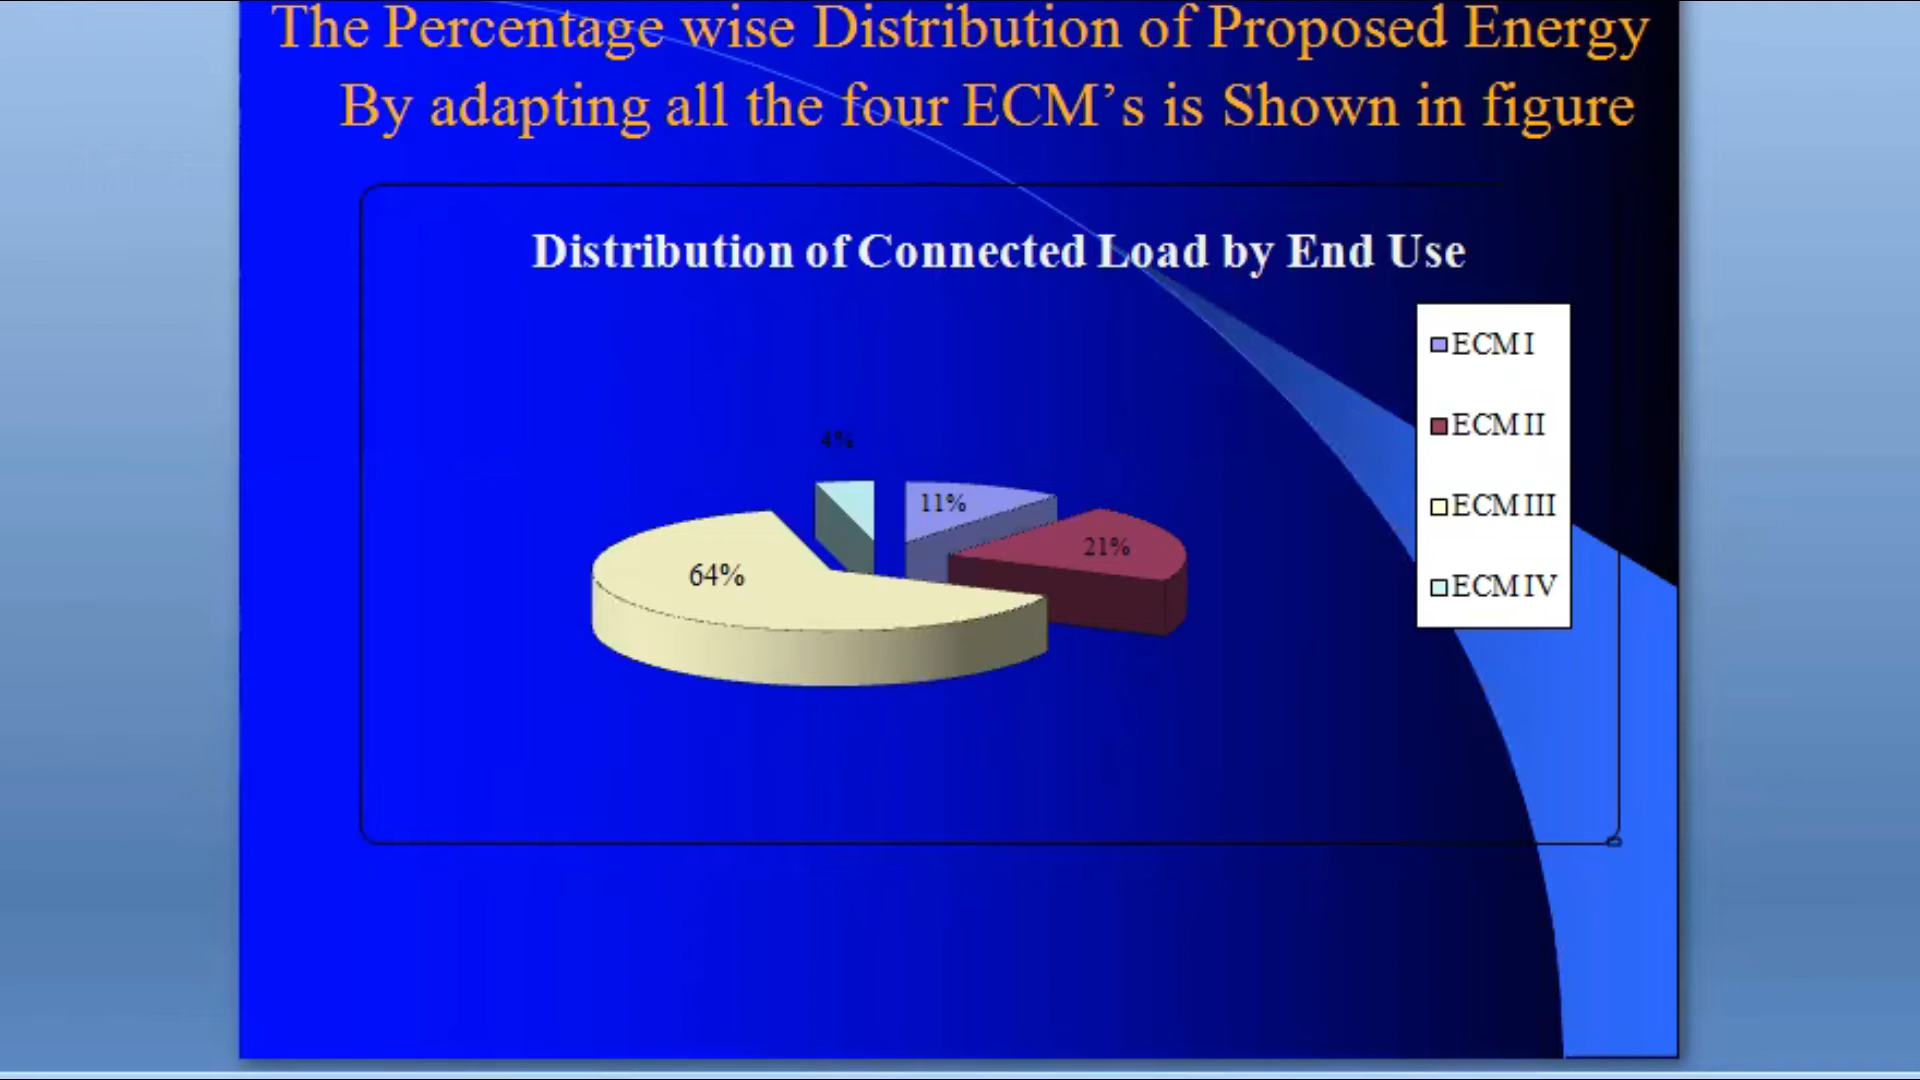 The Percentage wise Distribution of Proposed Energy
By adapting all the four ECM's is Shown in figure
Distribution of Connected Load by End Use
ECM I
ECM II
ECM III
ECM IV
4%
11%
21%
64%